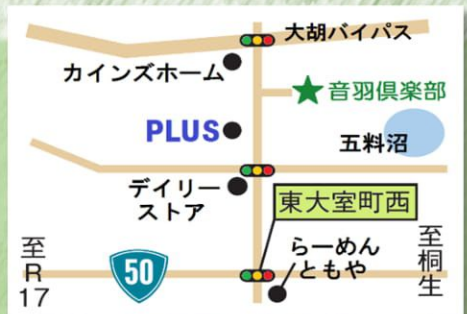 大胡バイパス
カインズホーム
音羽倶楽部
PLUS
五料沼
デイリー
ストア
東大室町西
らーめん
ともや
至
R
17
50
至
桐
生